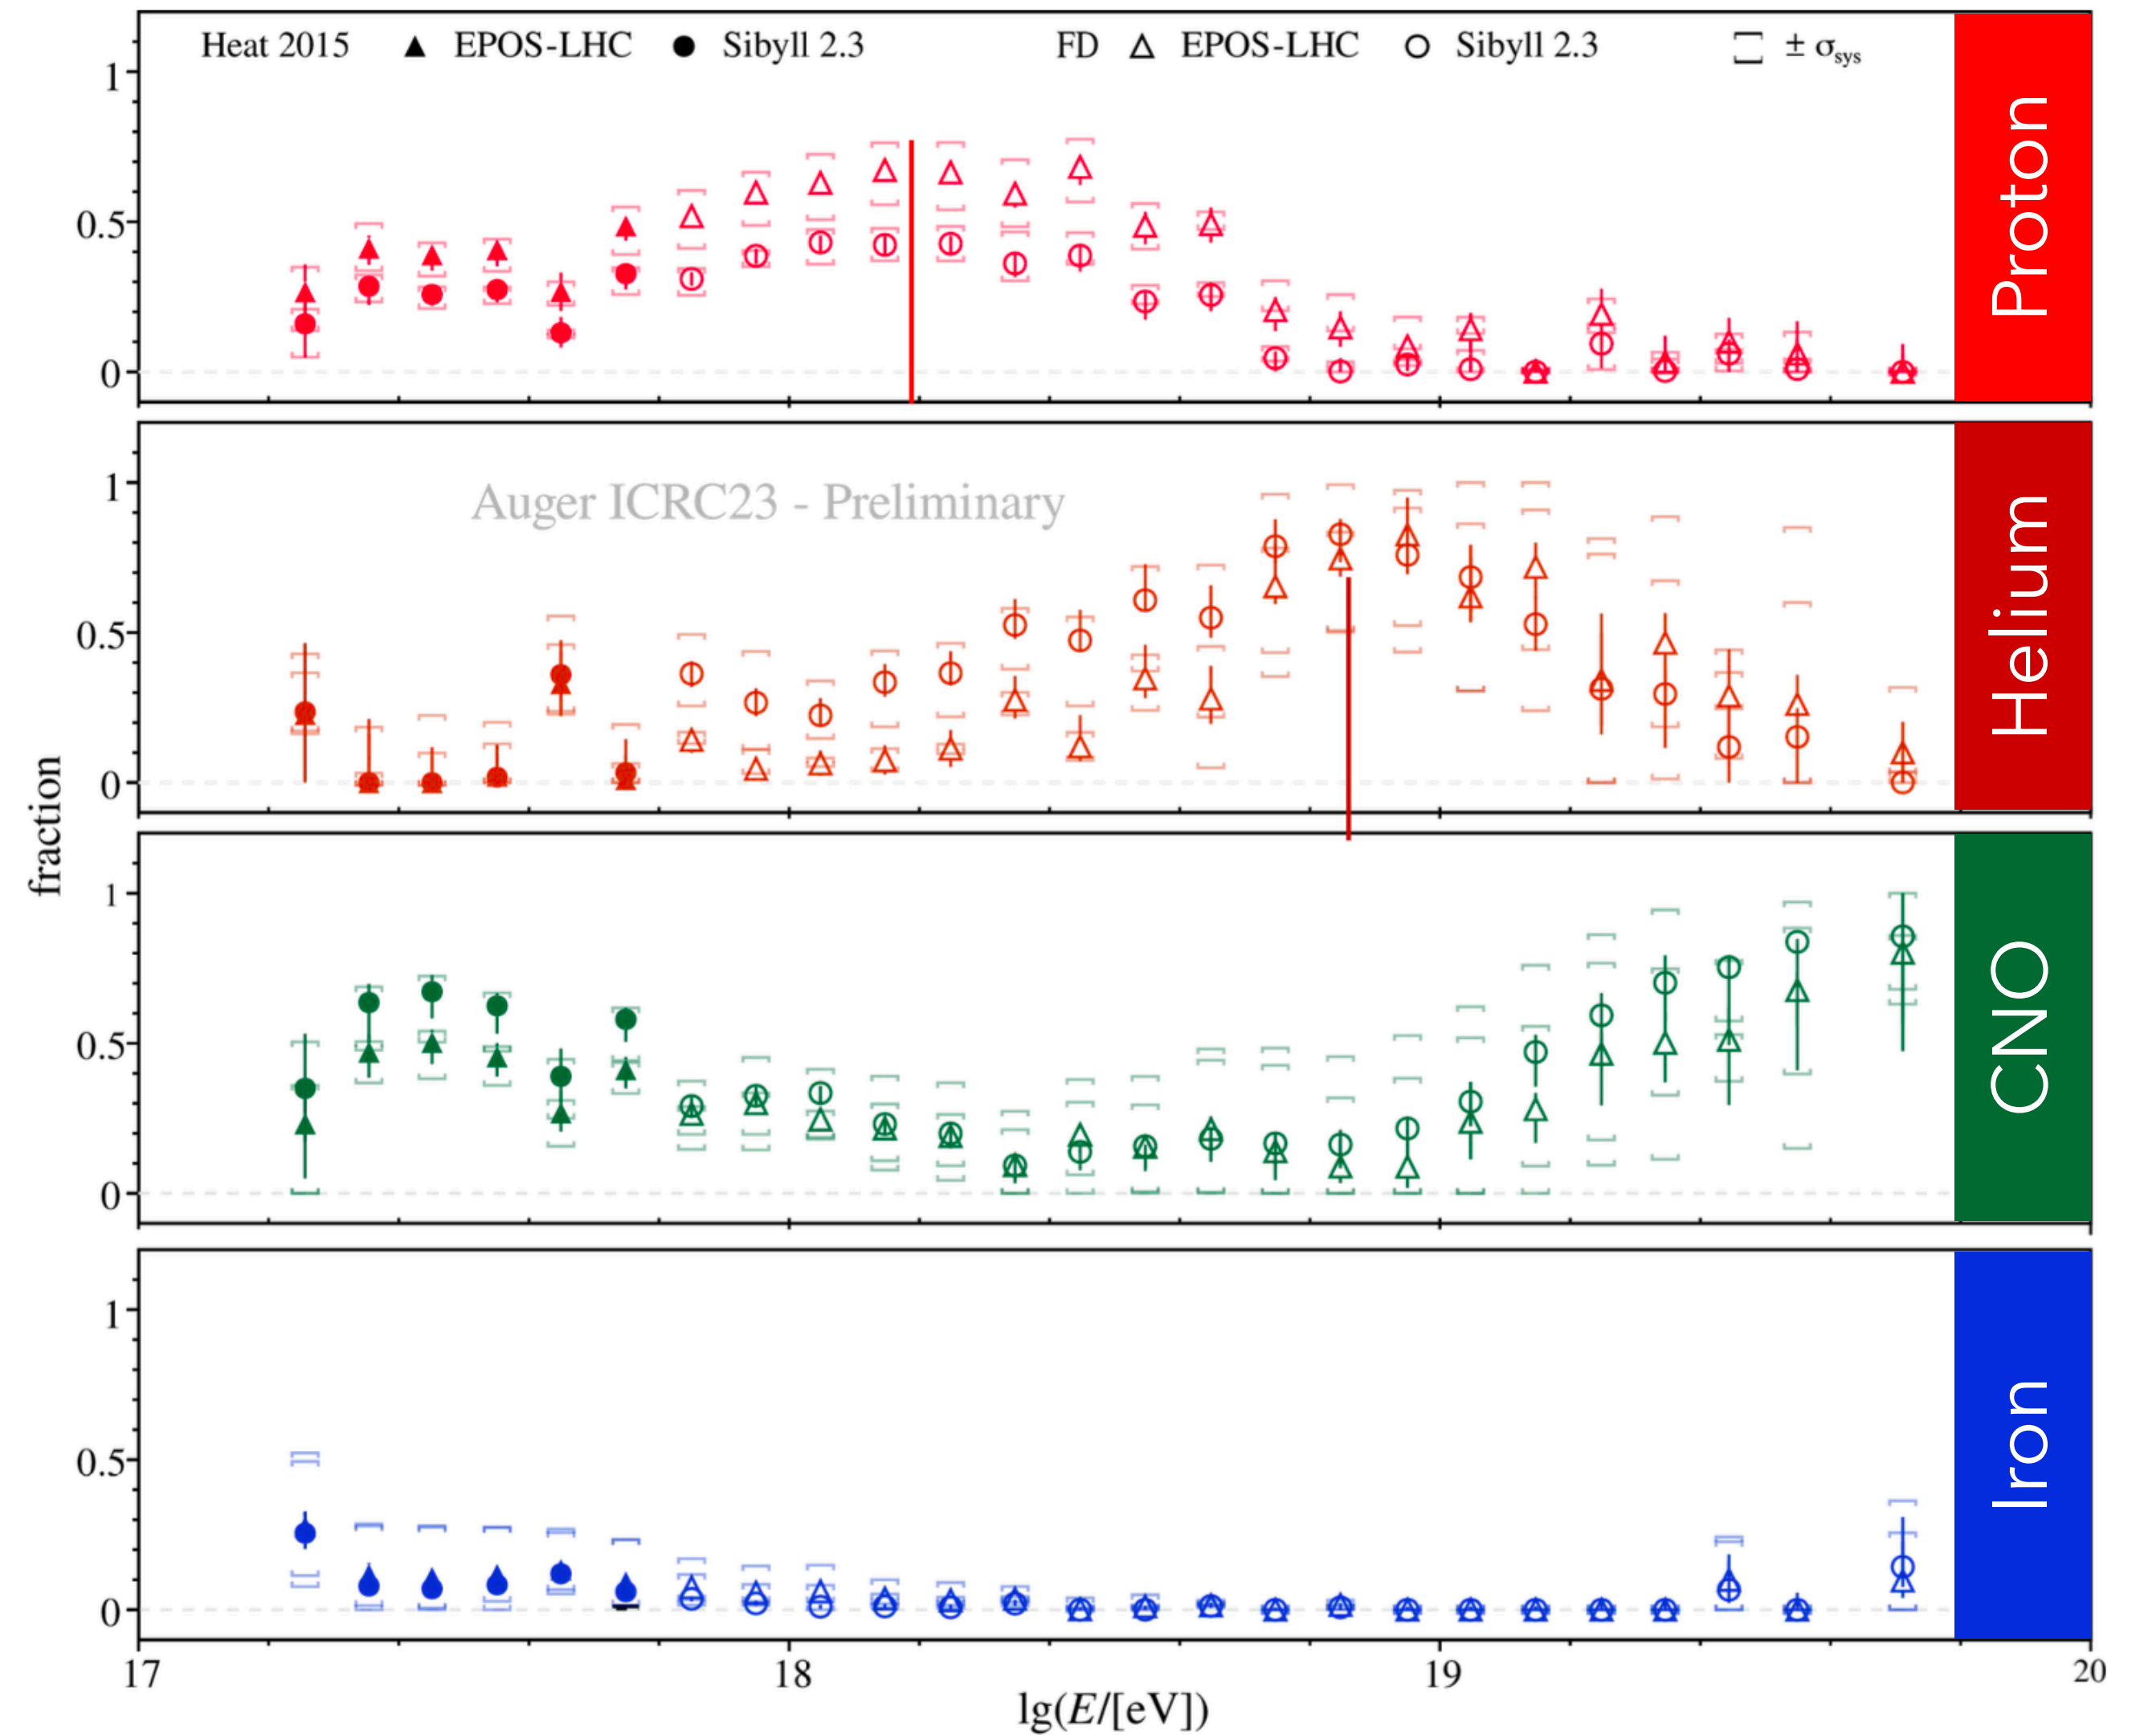 Heat 2015 ▲ EPOS-LHC ● Sibyll 2.3 FD △ EPOS-LHC ○ Sibyll 2.3 [ ] ± σsys
1
0.5
0
Proton
Auger ICRC23 - Preliminary
1
0.5
0
Helium
fraction
1
0.5
0
CNO
1
0.5
0
Iron
17 18 19 20
lg(E/[eV])